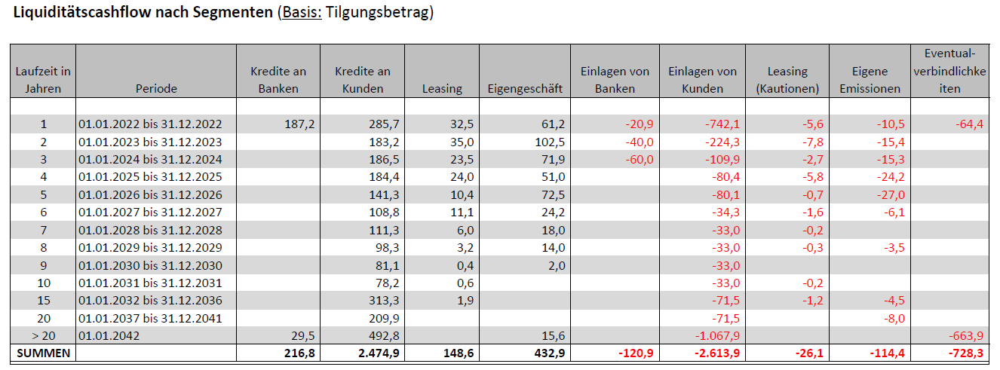 Liquiditätscashflow nach Segmenten (Basis: Tilgungsbetrag)
Laufzeit in Jahren Periode Kredite an Banken Kredite an Kunden Leasing Eigengeschäft Einlagen von Banken Einlagen von Kunden Leasing (Kautionen) Eigene Emissionen Eventual-verbindlichkeiten
1 01.01.2022 bis 31.12.2022 187,2 285,7 32,5 61,2 -20,9 -742,1 -5,6 -10,5 -64,4
2 01.01.2023 bis 31.12.2023 183,2 35,0 102,5 -40,0 -224,3 -7,8 -15,4
3 01.01.2024 bis 31.12.2024 186,5 23,5 71,9 -60,0 -109,9 -2,7 -15,3
4 01.01.2025 bis 31.12.2025 184,4 24,0 51,0 -80,4 -5,8 -24,2
5 01.01.2026 bis 31.12.2026 141,3 10,4 72,5 -80,1 -0,7 -27,0
6 01.01.2027 bis 31.12.2027 108,8 11,1 24,2 -34,3 -1,6 -6,1
7 01.01.2028 bis 31.12.2028 111,3 6,0 18,0 -33,0 -0,2
8 01.01.2029 bis 31.12.2029 98,3 3,2 14,0 -33,0 -0,3 -3,5
9 01.01.2030 bis 31.12.2030 81,1 0,4 2,0 -33,0
10 01.01.2031 bis 31.12.2031 78,2 0,6 -33,0 -0,2
15 01.01.2032 bis 31.12.2036 313,3 1,9 -71,5 -1,2 -4,5
20 01.01.2037 bis 31.12.2041 209,9 -71,5 -8,0
> 20 01.01.2042 29,5 492,8 15,6 -1.067,9 -663,9
SUMMEN 216,8 2.474,9 148,6 432,9 -120,9 -2.613,9 -26,1 -114,4 -728,3